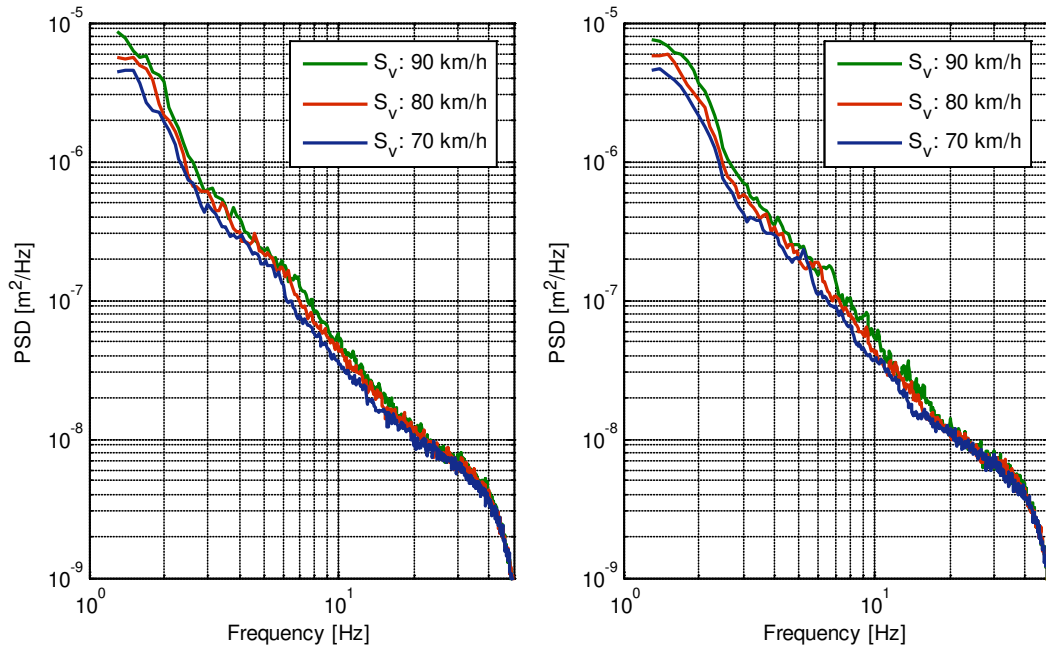 10^-5
10^-6
10^-7
10^-8
10^-9
PSD [m^2/Hz]
S_v: 90 km/h
S_v: 80 km/h
S_v: 70 km/h
10^0
10^1
Frequency [Hz]
10^-5
10^-6
10^-7
10^-8
10^-9
PSD [m^2/Hz]
S_v: 90 km/h
S_v: 80 km/h
S_v: 70 km/h
10^0
10^1
Frequency [Hz]